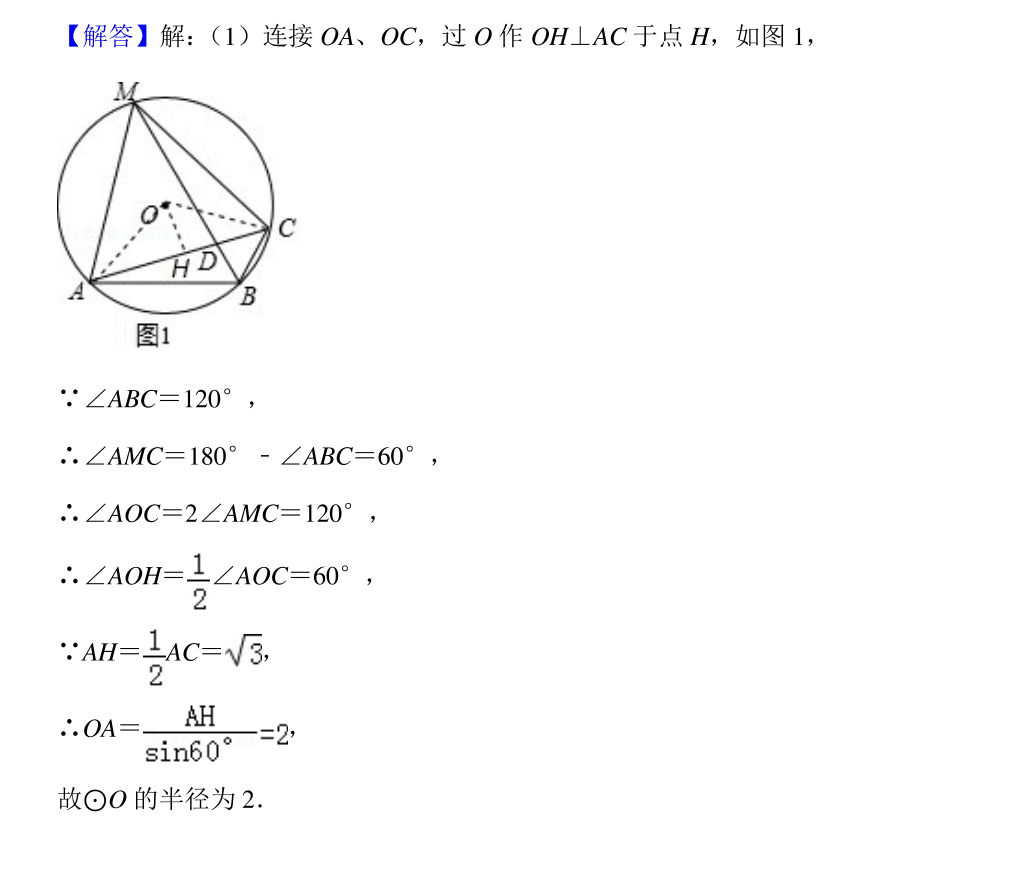 【解答】解：（1）连接 OA、OC，过 O 作 OH⊥AC 于点 H，如图 1，
M
O
C
H D
A
B
图1
∵∠ABC＝120°，
∴∠AMC＝180°﹣∠ABC＝60°，
∴∠AOC＝2∠AMC＝120°，
∴∠AOH＝1/2∠AOC＝60°，
∵AH＝1/2AC＝√3，
∴OA＝AH/sin60°=2，
故⊙O 的半径为 2．